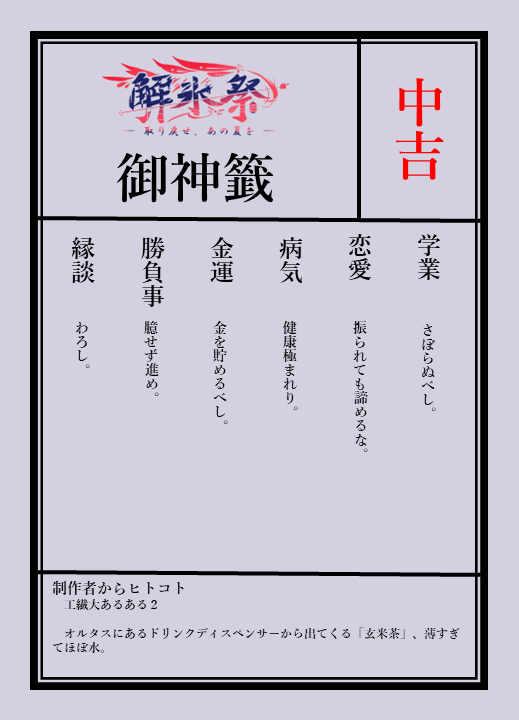 解氷祭
取り戻せ、あの夏を
御神籤
中吉
学業
さぼらぬべし。
恋愛
振られても諦めるな。
病気
健康極まれり。
金運
金を貯めるべし。
勝負事
臆せず進め。
縁談
わろし。
制作者からヒトコト
工繊大あるある２
オルタスにあるドリンクディスペンサーから出てくる「玄米茶」、薄すぎ
てほぼ水。